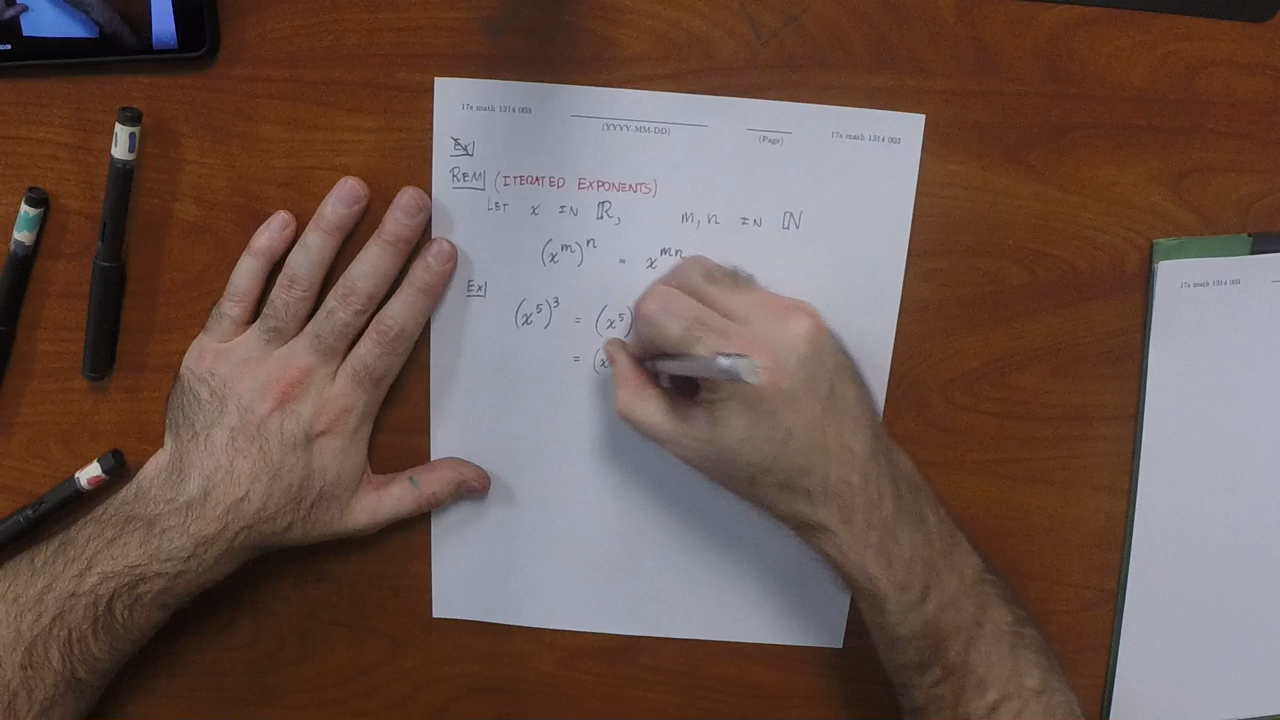 17s math 1314 003 (YYYY-MM-DD) (Page) 17s math 1314 003
Ex
REM (ITERATED EXPONENTS)
LET x IN ℝ, m, n IN ℕ
(x^m)^n = x^mn
Ex
(x^5)^3 = (x^5)
= (x
17s math 1314 003